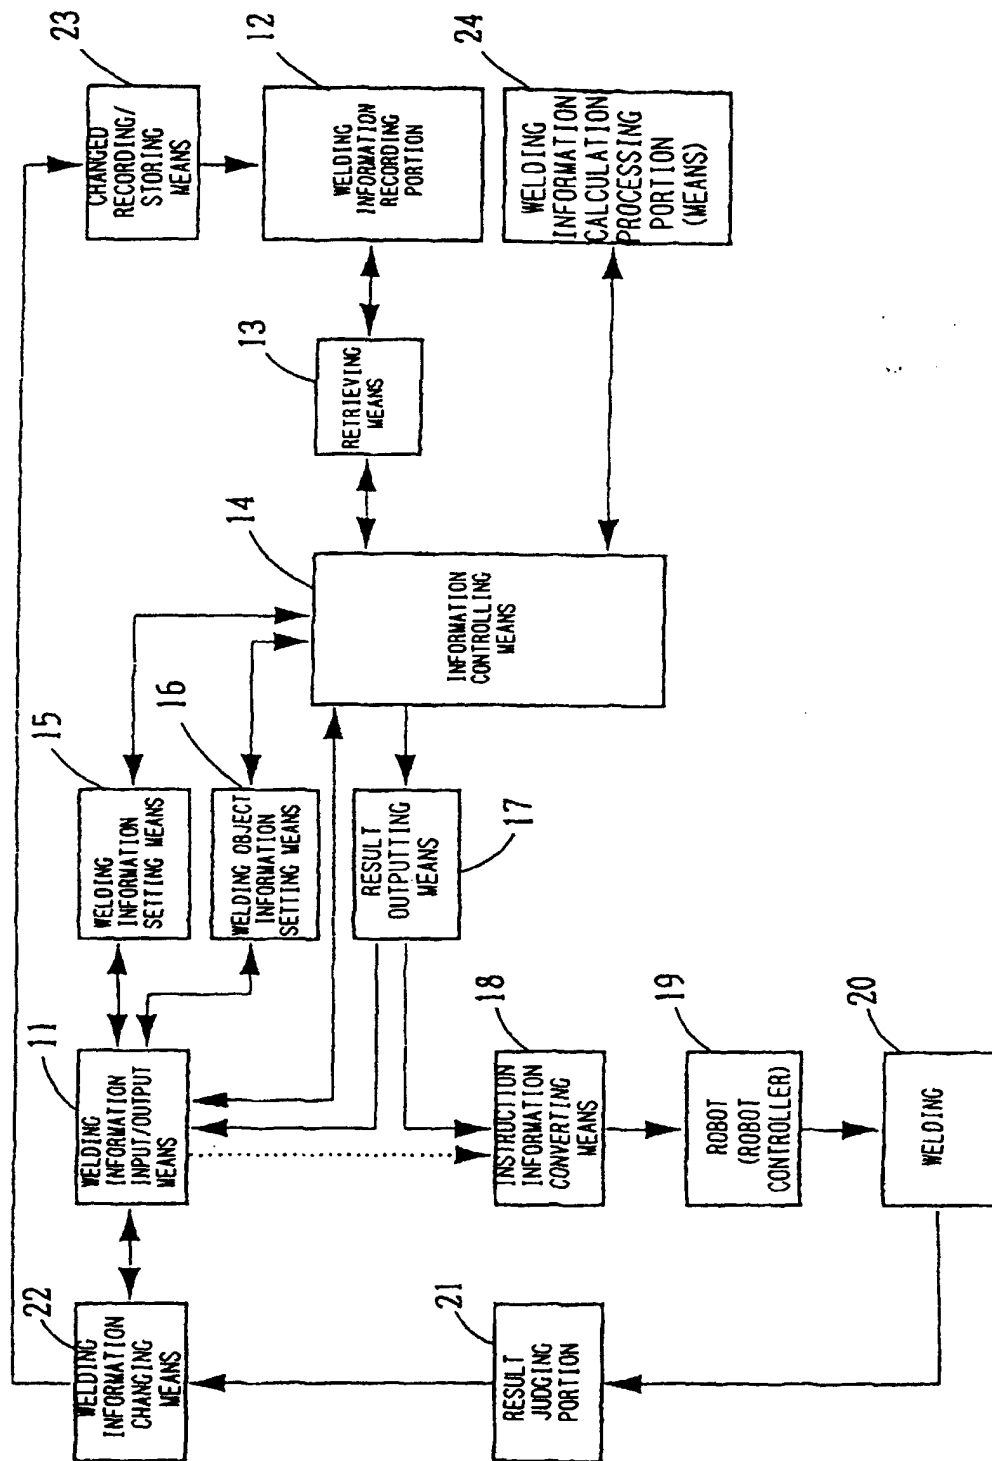 22
WELDING
INFORMATION
CHANGING
MEANS
11
WELDING
INFORMATION
INPUT/OUTPUT
MEANS
15
WELDING
INFORMATION
SETTING MEANS
16
WELDING OBJECT
INFORMATION
SETTING MEANS
17
RESULT
OUTPUTTING
MEANS
14
INFORMATION
CONTROLLING
MEANS
13
RETRIEVING
MEANS
23
CHANGED
RECORDING/
STORING
MEANS
12
WELDING
INFORMATION
RECORDING
PORTION
24
WELDING
INFORMATION
CALCULATION
PROCESSING
PORTION
(MEANS)
18
INSTRUCTION
INFORMATION
CONVERTING
MEANS
19
ROBOT
(ROBOT
CONTROLLER)
20
WELDING
21
RESULT
JUDGING
PORTION